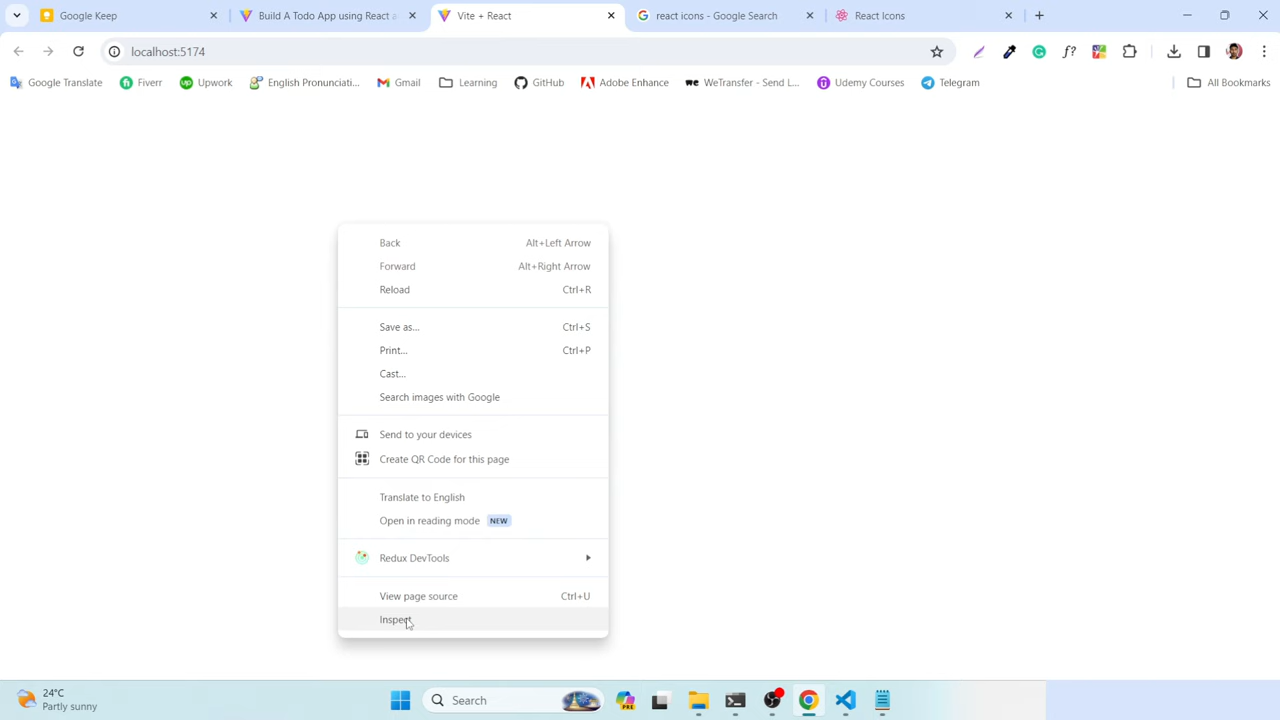 Google Keep
Build A Todo App using React a
Vite + React
react icons - Google Search
React Icons
localhost:5174
f?
Google Translate
Fiverr
Upwork
English Pronunciati...
Gmail
Learning
GitHub
Adobe Enhance
WeTransfer - Send L...
Udemy Courses
Telegram
All Bookmarks
Back Alt+Left Arrow
Forward Alt+Right Arrow
Reload Ctrl+R
Save as... Ctrl+S
Print... Ctrl+P
Cast...
Search images with Google
Send to your devices
Create QR Code for this page
Translate to English
Open in reading mode NEW
Redux DevTools
View page source Ctrl+U
Inspect
24°C
Partly sunny
Search